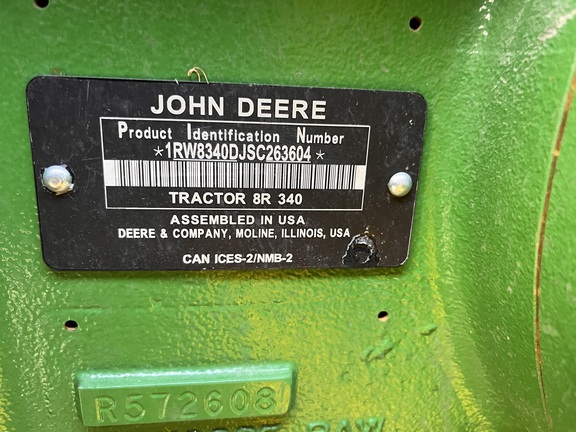 JOHN DEERE
Product Identification Number
*1RW8340DJSC263604*
TRACTOR 8R 340
ASSEMBLED IN USA
DEERE & COMPANY, MOLINE, ILLINOIS, USA
CAN ICES-2/NMB-2
R572608